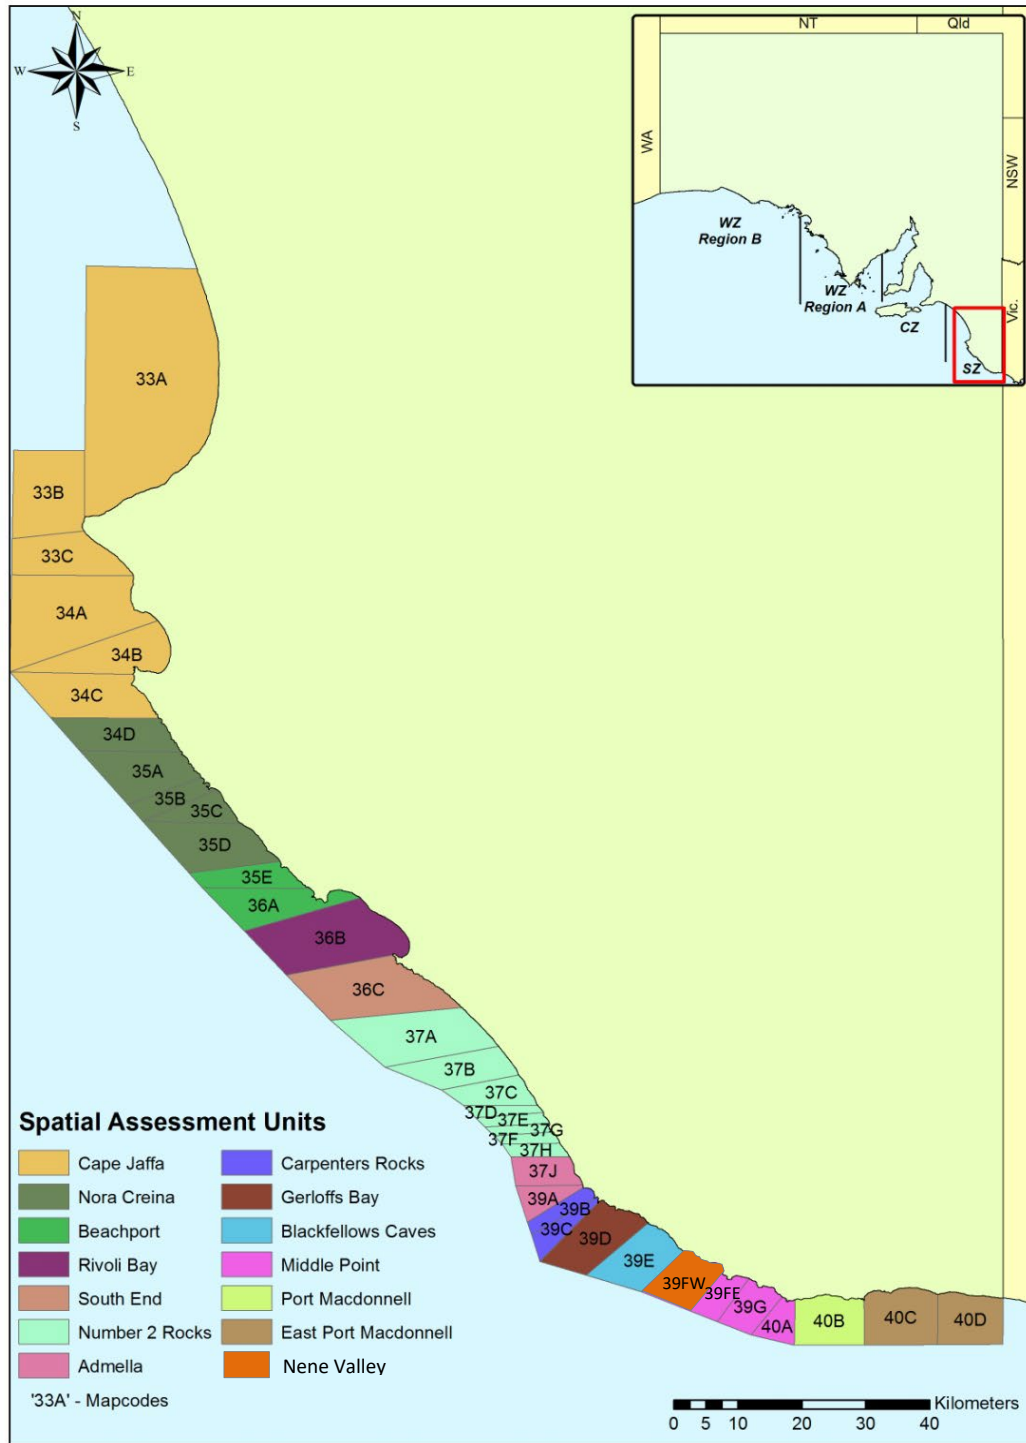 N
W
E
S
NT
Qld
WA
NSW
Vic.
WZ
Region B
WZ
Region A
CZ
SZ
33A
33B
33C
34A
34B
34C
34D
35A
35B
35C
35D
35E
36A
36B
36C
37A
37B
37C
37D
37E
37G
37F
37H
37J
39A
39B
39C
39D
39E
39FW
39FE
39G
40A
40B
40C
40D
Spatial Assessment Units
Cape Jaffa
Nora Creina
Beachport
Rivoli Bay
South End
Number 2 Rocks
Admella
Carpenters Rocks
Gerloffs Bay
Blackfellows Caves
Middle Point
Port Macdonnell
East Port Macdonnell
Nene Valley
'33A' - Mapcodes
Kilometers
0 5 10 20 30 40